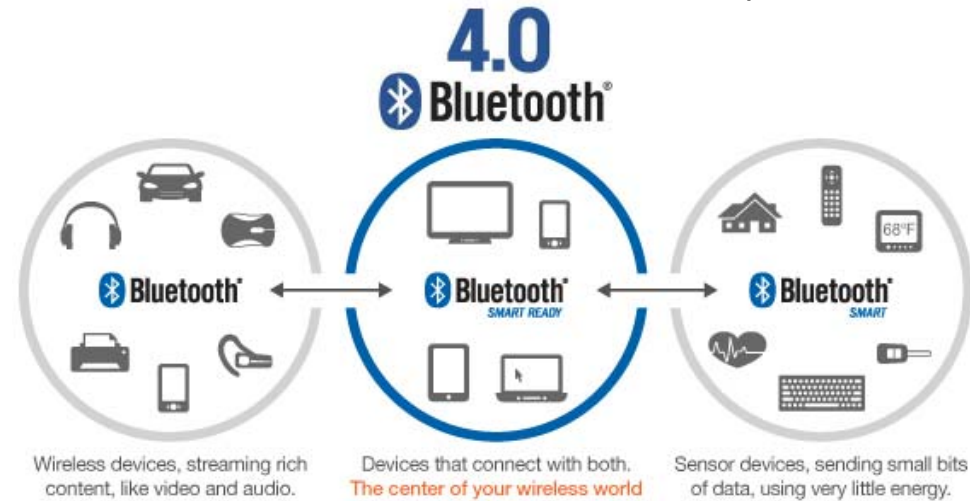 4.0
Bluetooth®
68°F
Bluetooth®
Bluetooth®
SMART READY
Bluetooth®
SMART
Wireless devices, streaming rich
content, like video and audio.
Devices that connect with both.
The center of your wireless world
Sensor devices, sending small bits
of data, using very little energy.